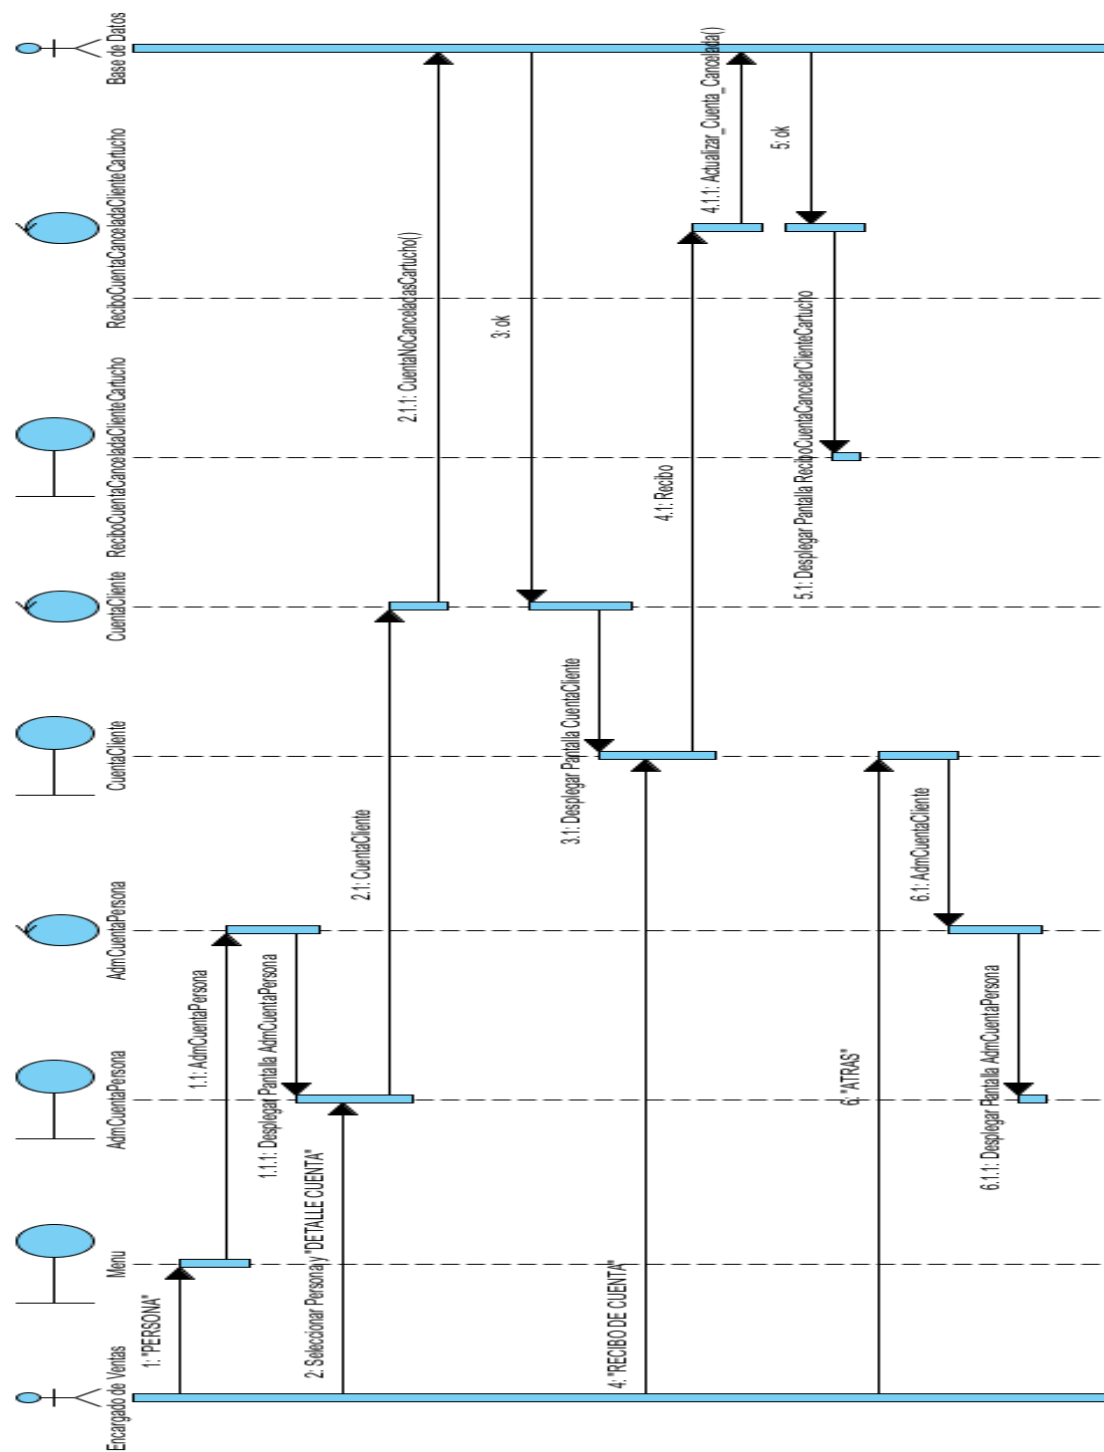 Encargado de Ventas
Menu
AdmCuentaPersona
AdmCuentaPersona
CuentaCliente
CuentaCliente
ReciboCuentaCanceladaClienteCartucho
ReciboCuentaCanceladaClienteCartucho
Base de Datos
1: "PERSONA"
1.1: AdmCuentaPersona
1.1.1: Desplegar Pantalla AdmCuentaPersona
2: Seleccionar Persona y "DETALLE CUENTA"
2.1: CuentaCliente
2.1.1: CuentaNoCanceladasCartucho()
3: ok
3.1: Desplegar Pantalla CuentaCliente
4: "RECIBO DE CUENTA"
4.1: Recibo
4.1.1: Actualizar_Cuenta_Cancelada()
5: ok
5.1: Desplegar Pantalla ReciboCuentaCancelarClienteCartucho
6: "ATRAS"
6.1: AdmCuentaCliente
6.1.1: Desplegar Pantalla AdmCuentaPersona